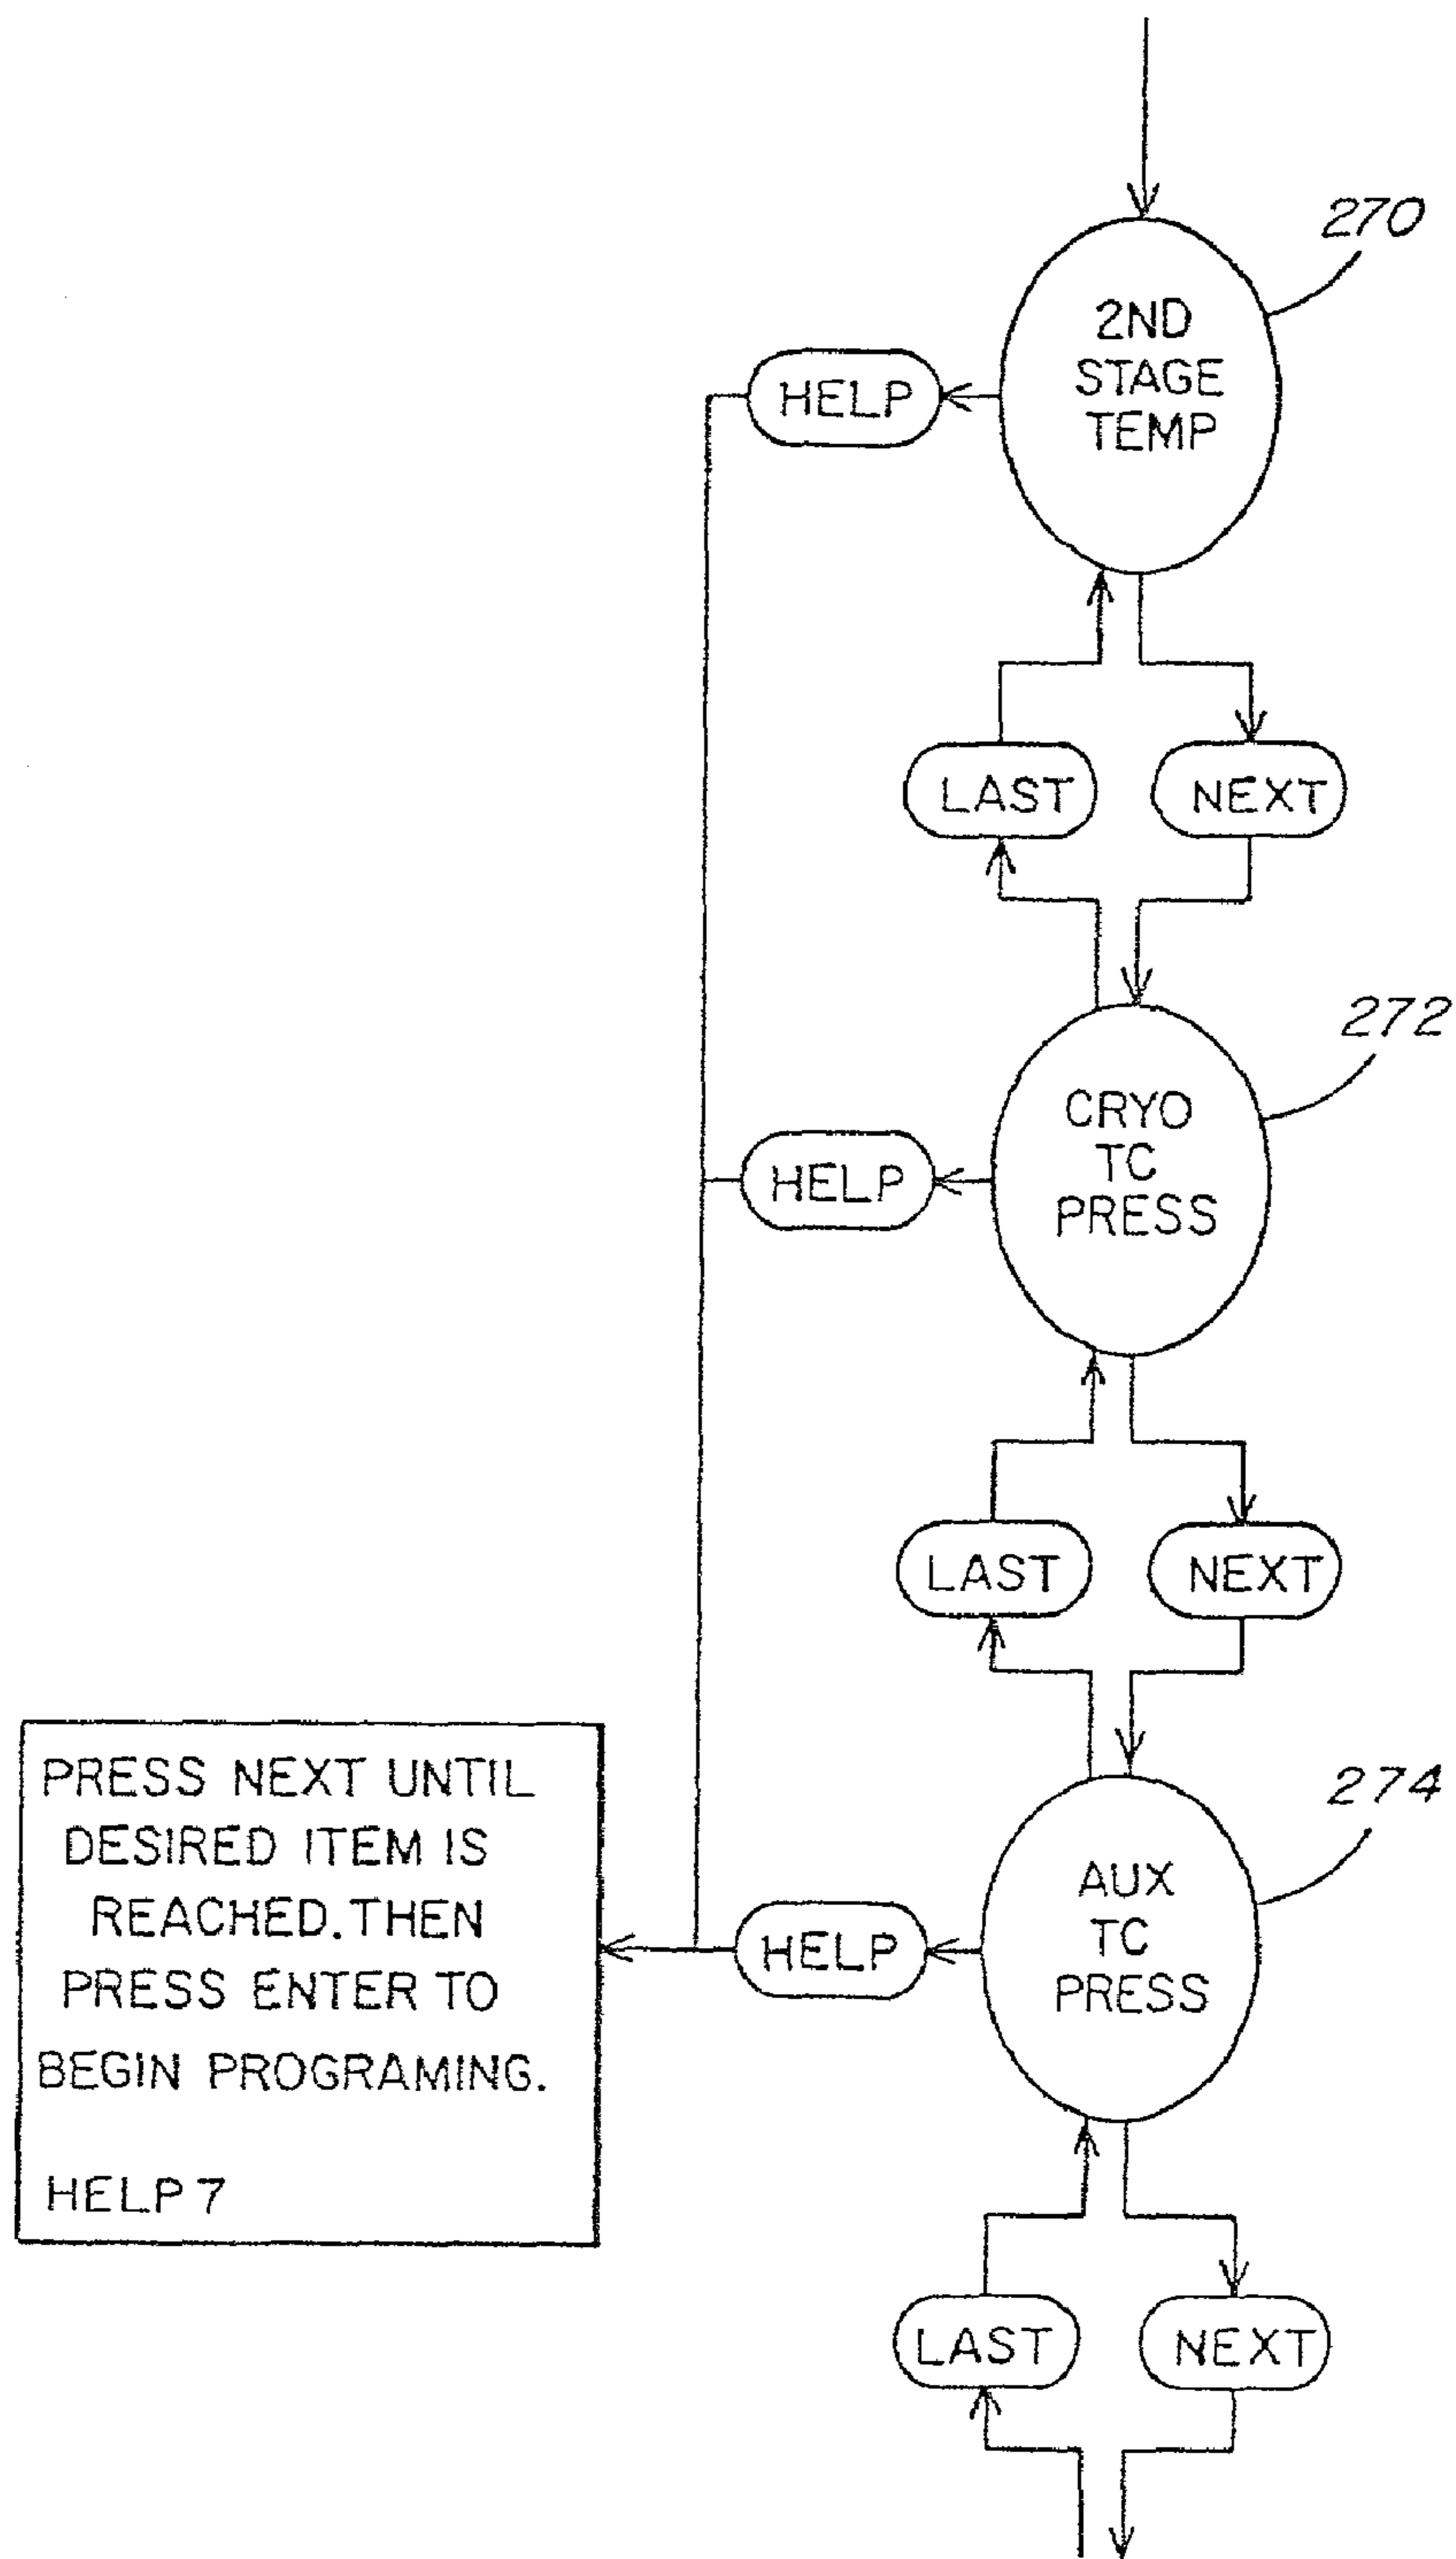 270
2ND
STAGE
TEMP
HELP
LAST
NEXT
272
CRYO
TC
PRESS
HELP
LAST
NEXT
274
AUX
TC
PRESS
HELP
PRESS NEXT UNTIL
DESIRED ITEM IS
REACHED. THEN
PRESS ENTER TO
BEGIN PROGRAMING.
HELP 7
LAST
NEXT